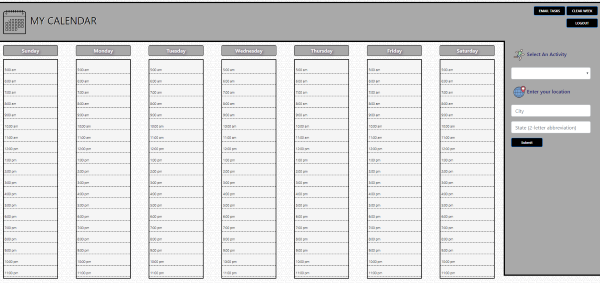 MY CALENDAR
EMAIL TASKS CLEAR WEEK
LOGOUT
Sunday Monday Tuesday Wednesday Thursday Friday Saturday
5:00 am 5:00 am 5:00 am 5:00 am 5:00 am 5:00 am 5:00 am
6:00 am 6:00 am 6:00 am 6:00 am 6:00 am 6:00 am 6:00 am
7:00 am 7:00 am 7:00 am 7:00 am 7:00 am 7:00 am 7:00 am
8:00 am 8:00 am 8:00 am 8:00 am 8:00 am 8:00 am 8:00 am
9:00 am 9:00 am 9:00 am 9:00 am 9:00 am 9:00 am 9:00 am
10:00 am 10:00 am 10:00 am 10:00 am 10:00 am 10:00 am 10:00 am
11:00 am 11:00 am 11:00 am 11:00 am 11:00 am 11:00 am 11:00 am
12:00 pm 12:00 pm 12:00 pm 12:00 pm 12:00 pm 12:00 pm 12:00 pm
1:00 pm 1:00 pm 1:00 pm 1:00 pm 1:00 pm 1:00 pm 1:00 pm
2:00 pm 2:00 pm 2:00 pm 2:00 pm 2:00 pm 2:00 pm 2:00 pm
3:00 pm 3:00 pm 3:00 pm 3:00 pm 3:00 pm 3:00 pm 3:00 pm
4:00 pm 4:00 pm 4:00 pm 4:00 pm 4:00 pm 4:00 pm 4:00 pm
5:00 pm 5:00 pm 5:00 pm 5:00 pm 5:00 pm 5:00 pm 5:00 pm
6:00 pm 6:00 pm 6:00 pm 6:00 pm 6:00 pm 6:00 pm 6:00 pm
7:00 pm 7:00 pm 7:00 pm 7:00 pm 7:00 pm 7:00 pm 7:00 pm
8:00 pm 8:00 pm 8:00 pm 8:00 pm 8:00 pm 8:00 pm 8:00 pm
9:00 pm 9:00 pm 9:00 pm 9:00 pm 9:00 pm 9:00 pm 9:00 pm
10:00 pm 10:00 pm 10:00 pm 10:00 pm 10:00 pm 10:00 pm 10:00 pm
11:00 pm 11:00 pm 11:00 pm 11:00 pm 11:00 pm 11:00 pm 11:00 pm
Select An Activity
Enter your location
City
State (2 letter abbreviation)
Submit